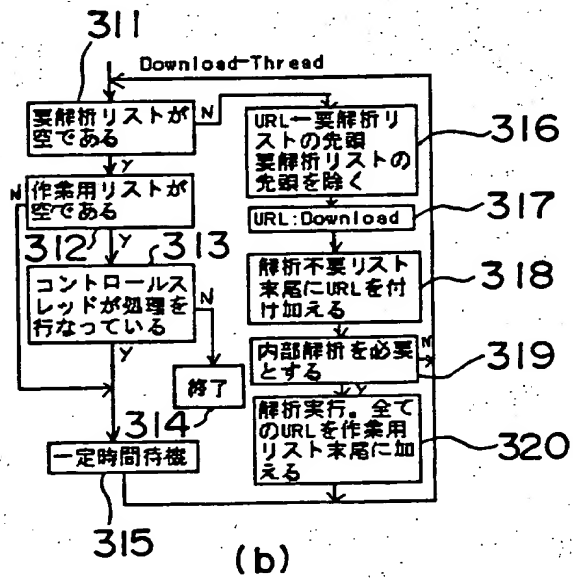 311
Download-Thread
要解析リストが
空である
N
Y
作業用リストが
空である
N
312
Y
313
コントロールス
レッドが処理を
行なっている
N
Y
終了
314
一定時間待機
315
URL←要解析リ
ストの先頭
要解析リストの
先頭を除く
316
URL:Download
317
解析不要リスト
末尾にURLを付
け加える
318
内部解析を必要
とする
N
319
Y
解析実行。全て
のURLを作業用
リスト末尾に加
える
320
(b)